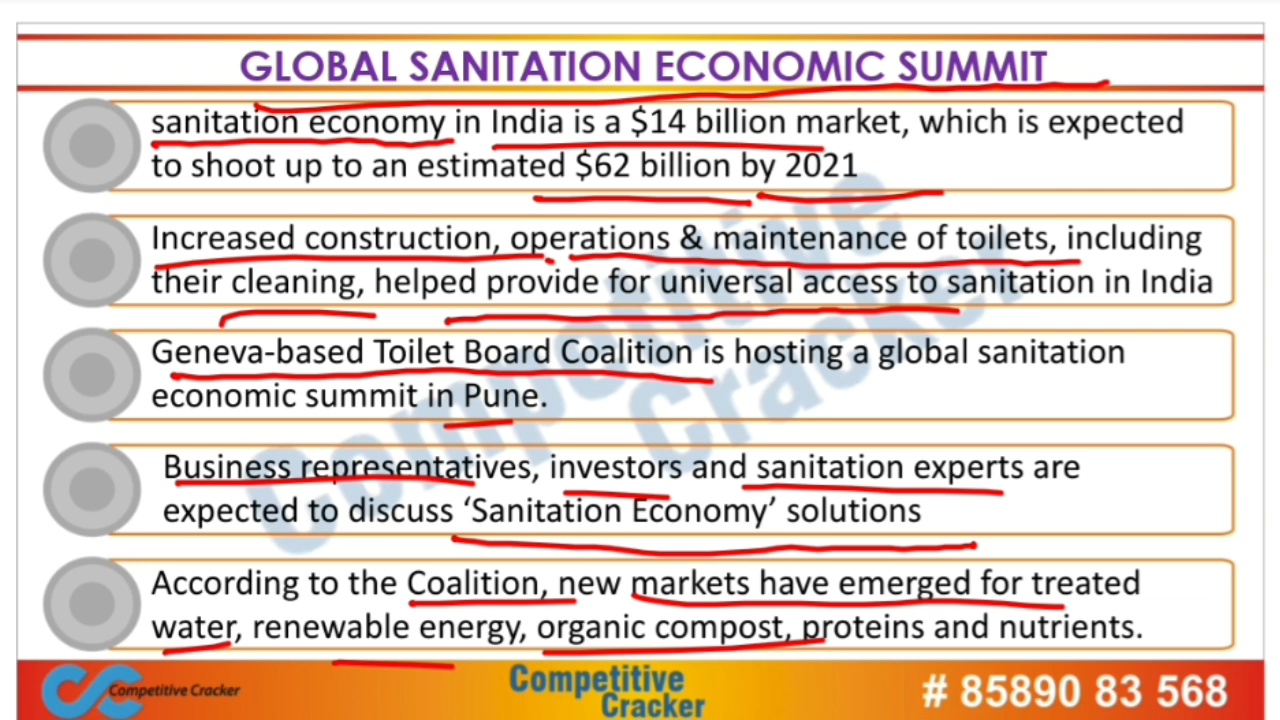 GLOBAL SANITATION ECONOMIC SUMMIT
sanitation economy in India is a $14 billion market, which is expected
to shoot up to an estimated $62 billion by 2021
Increased construction, operations & maintenance of toilets, including
their cleaning, helped provide for universal access to sanitation in India
Geneva-based Toilet Board Coalition is hosting a global sanitation
economic summit in Pune.
Business representatives, investors and sanitation experts are
expected to discuss ‘Sanitation Economy’ solutions
According to the Coalition, new markets have emerged for treated
water, renewable energy, organic compost, proteins and nutrients.
Competitive
Cracker
Competitive Cracker
Competitive
Cracker
# 85890 83 568